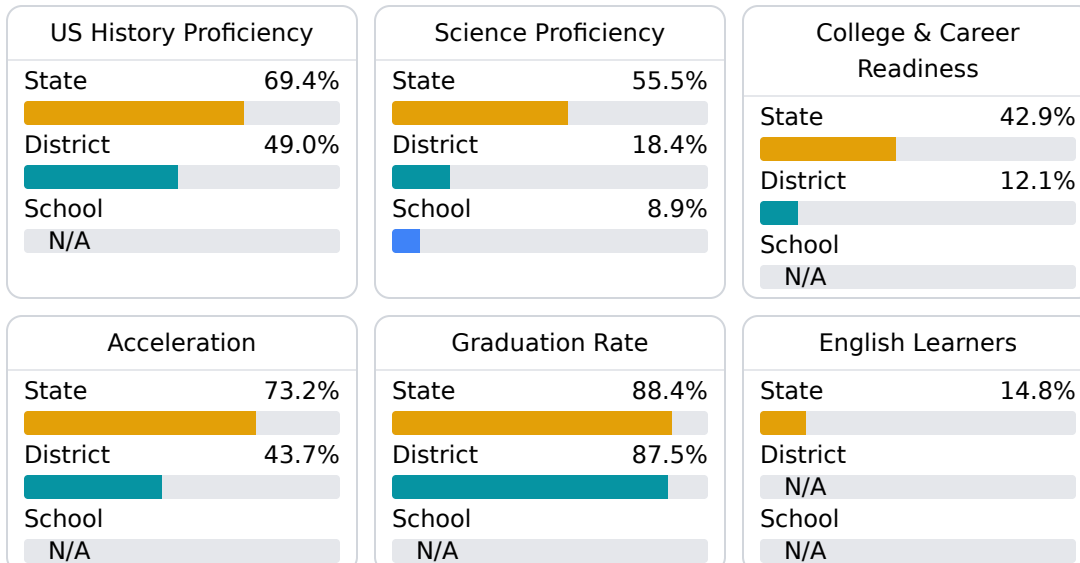 US History Proficiency
State 69.4%
District 49.0%
School
N/A
Science Proficiency
State 55.5%
District 18.4%
School 8.9%
College & Career
Readiness
State 42.9%
District 12.1%
School
N/A
Acceleration
State 73.2%
District 43.7%
School
N/A
Graduation Rate
State 88.4%
District 87.5%
School
N/A
English Learners
State 14.8%
District
N/A
School
N/A